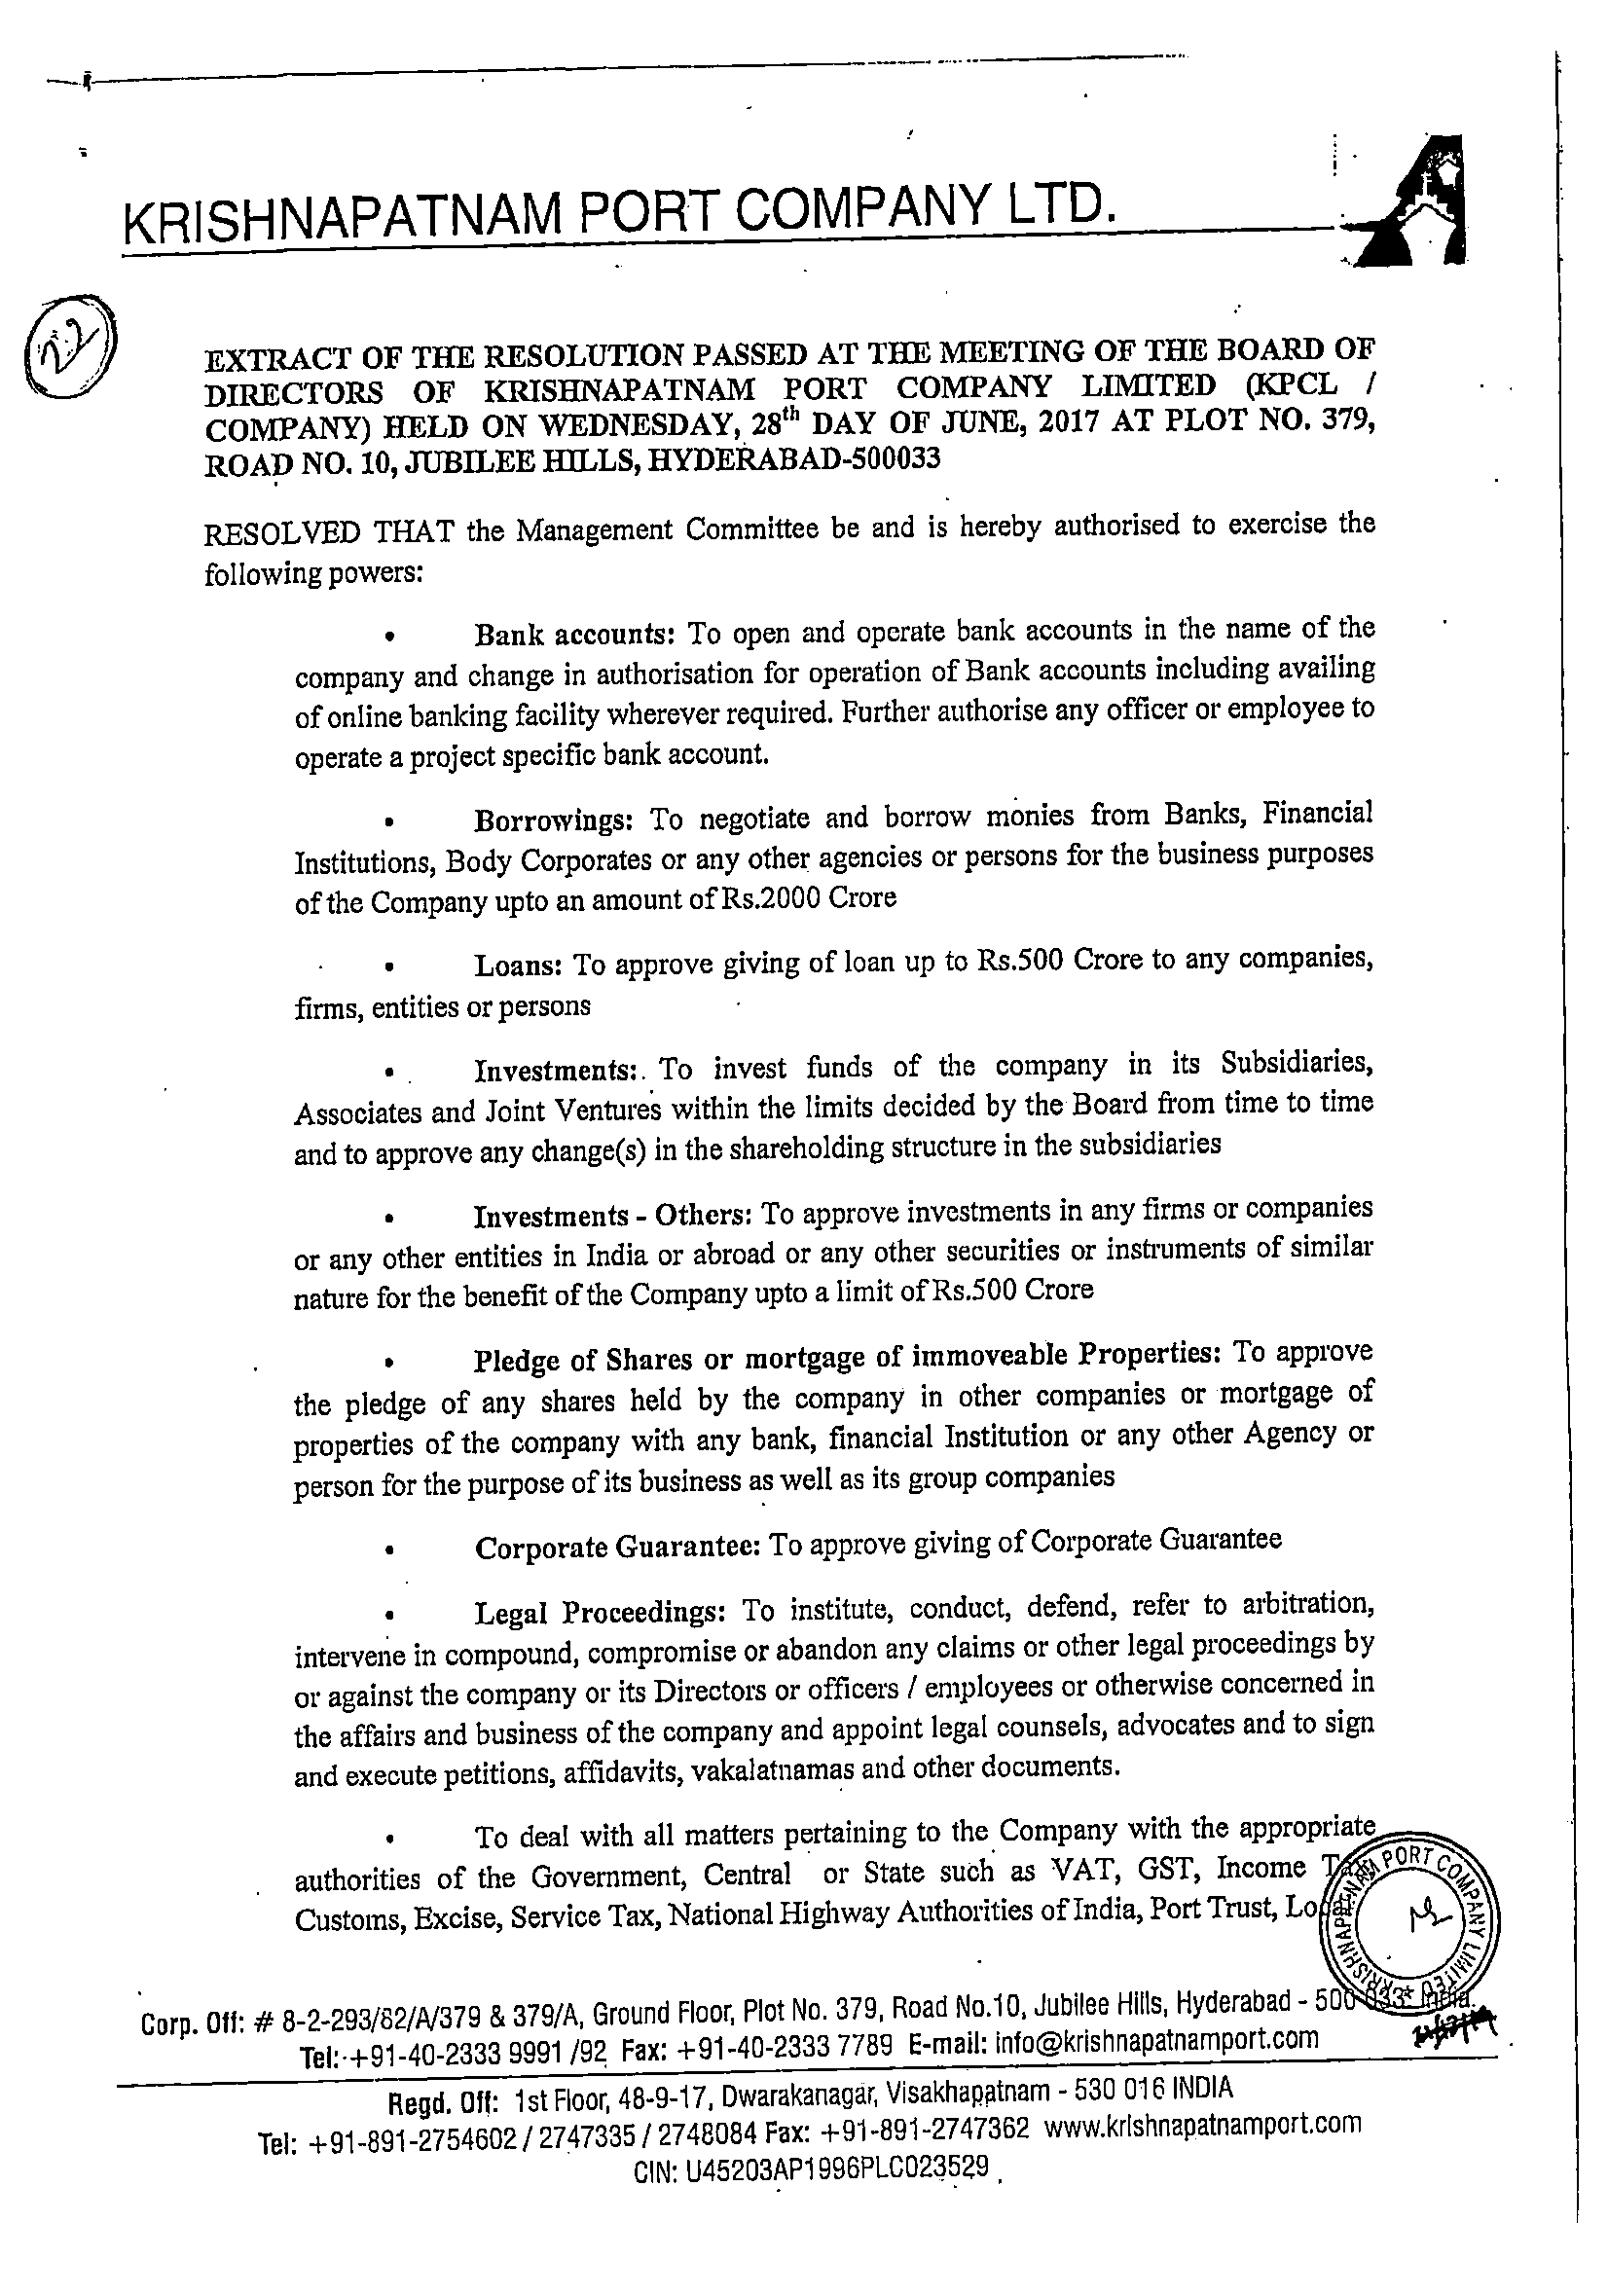 KRISHNAPATNAM PORT COMPANY LTD.
22
EXTRACT OF THE RESOLUTION PASSED AT THE MEETING OF THE BOARD OF
DIRECTORS OF KRISHNAPATNAM PORT COMPANY LIMITED (KPCL /
COMPANY) HELD ON WEDNESDAY, 28th DAY OF JUNE, 2017 AT PLOT NO. 379,
ROAD NO. 10, JUBILEE HILLS, HYDERABAD-500033
RESOLVED THAT the Management Committee be and is hereby authorised to exercise the
following powers:
• Bank accounts: To open and operate bank accounts in the name of the
company and change in authorisation for operation of Bank accounts including availing
of online banking facility wherever required. Further authorise any officer or employee to
operate a project specific bank account.
• Borrowings: To negotiate and borrow monies from Banks, Financial
Institutions, Body Corporates or any other agencies or persons for the business purposes
of the Company upto an amount of Rs.2000 Crore
• Loans: To approve giving of loan up to Rs.500 Crore to any companies,
firms, entities or persons
• Investments: To invest funds of the company in its Subsidiaries,
Associates and Joint Ventures within the limits decided by the Board from time to time
and to approve any change(s) in the shareholding structure in the subsidiaries
• Investments - Others: To approve investments in any firms or companies
or any other entities in India or abroad or any other securities or instruments of similar
nature for the benefit of the Company upto a limit of Rs.500 Crore
• Pledge of Shares or mortgage of immoveable Properties: To approve
the pledge of any shares held by the company in other companies or mortgage of
properties of the company with any bank, financial Institution or any other Agency or
person for the purpose of its business as well as its group companies
• Corporate Guarantee: To approve giving of Corporate Guarantee
• Legal Proceedings: To institute, conduct, defend, refer to arbitration,
intervene in compound, compromise or abandon any claims or other legal proceedings by
or against the company or its Directors or officers / employees or otherwise concerned in
the affairs and business of the company and appoint legal counsels, advocates and to sign
and execute petitions, affidavits, vakalatnamas and other documents.
• To deal with all matters pertaining to the Company with the appropriate
authorities of the Government, Central or State such as VAT, GST, Income Tax,
Customs, Excise, Service Tax, National Highway Authorities of India, Port Trust, Local
KRISHNAPATNAM PORT COMPANY LIMITED *
Corp. Off: # 8-2-293/82/A/379 & 379/A, Ground Floor, Plot No. 379, Road No.10, Jubilee Hills, Hyderabad - 500 033 India.
Tel: +91-40-2333 9991 /92 Fax: +91-40-2333 7789 E-mail: info@krishnapatnamport.com
Regd. Off: 1st Floor, 48-9-17, Dwarakanagar, Visakhapatnam - 530 016 INDIA
Tel: +91-891-2754602 / 2747335 / 2748084 Fax: +91-891-2747362 www.krishnapatnamport.com
CIN: U45203AP1996PLC023529